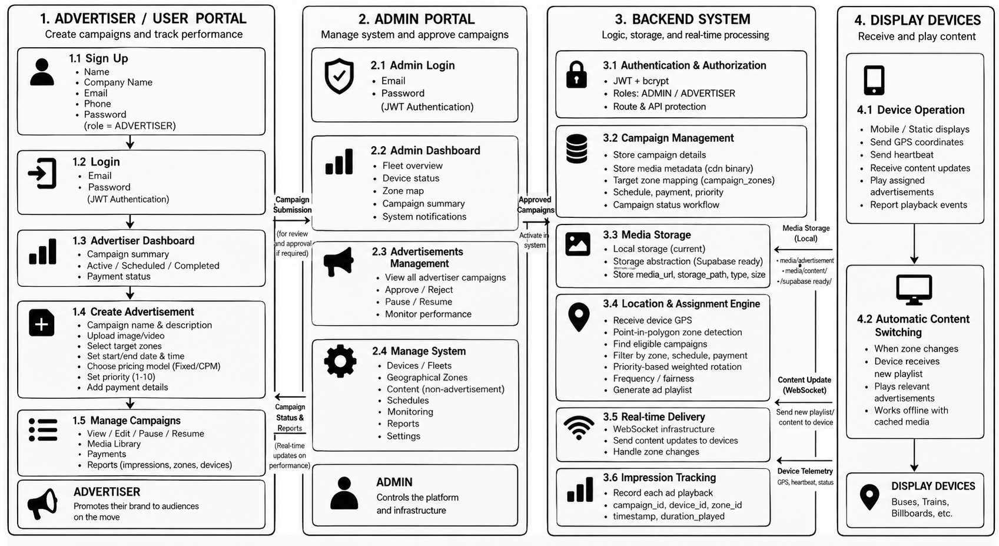 1. ADVERTISER / USER PORTAL
Create campaigns and track performance
1.1 Sign Up
• Name
• Company Name
• Email
• Phone
• Password
(role = ADVERTISER)
1.2 Login
• Email
• Password
(JWT Authentication)
1.3 Advertiser Dashboard
• Campaign summary
• Active / Scheduled / Completed
• Payment status
1.4 Create Advertisement
• Campaign name & description
• Upload image/video
• Select target zones
• Set start/end date & time
• Choose pricing model (Fixed/CPM)
• Set priority (1-10)
• Add payment details
1.5 Manage Campaigns
• View / Edit / Pause / Resume
• Media Library
• Payments
• Reports (impressions, zones, devices)
ADVERTISER
Promotes their brand to audiences
on the move
Campaign
Submission
(for review
and approval
if required)
Campaign
Status &
Reports
(Real-time
updates on
performance)
2. ADMIN PORTAL
Manage system and approve campaigns
2.1 Admin Login
• Email
• Password
(JWT Authentication)
2.2 Admin Dashboard
• Fleet overview
• Device status
• Zone map
• Campaign summary
• System notifications
2.3 Advertisements
Management
• View all advertiser campaigns
• Approve / Reject
• Pause / Resume
• Monitor performance
2.4 Manage System
• Devices / Fleets
• Geographical Zones
• Content (non-advertisement)
• Schedules
• Monitoring
• Reports
• Settings
ADMIN
Controls the platform
and infrastructure
Approved
Campaigns
Activate in
system
3. BACKEND SYSTEM
Logic, storage, and real-time processing
3.1 Authentication & Authorization
• JWT + bcrypt
• Roles: ADMIN / ADVERTISER
• Route & API protection
3.2 Campaign Management
• Store campaign details
• Store media metadata (cdn binary)
• Target zone mapping (campaign_zones)
• Schedule, payment, priority
• Campaign status workflow
3.3 Media Storage
• Local storage (current)
• Storage abstraction (Supabase ready)
• Store media_url, storage_path, type, size
3.4 Location & Assignment Engine
• Receive device GPS
• Point-in-polygon zone detection
• Find eligible campaigns
• Filter by zone, schedule, payment
• Priority-based weighted rotation
• Frequency / fairness
• Generate ad playlist
3.5 Real-time Delivery
• WebSocket infrastructure
• Send content updates to devices
• Handle zone changes
3.6 Impression Tracking
• Record each ad playback
• campaign_id, device_id, zone_id
• timestamp, duration_played
Media Storage
(Local)
• media/advertisement
• media/content/
• /supabase ready/
Content Update
(WebSocket)
Send new playlist/
content to device
Device Telemetry
GPS, heartbeat, status
4. DISPLAY DEVICES
Receive and play content
4.1 Device Operation
• Mobile / Static displays
• Send GPS coordinates
• Send heartbeat
• Receive content updates
• Play assigned
advertisements
• Report playback events
4.2 Automatic Content
Switching
• When zone changes
• Device receives
new playlist
• Plays relevant
advertisements
• Works offline with
cached media
DISPLAY DEVICES
Buses, Trains,
Billboards, etc.